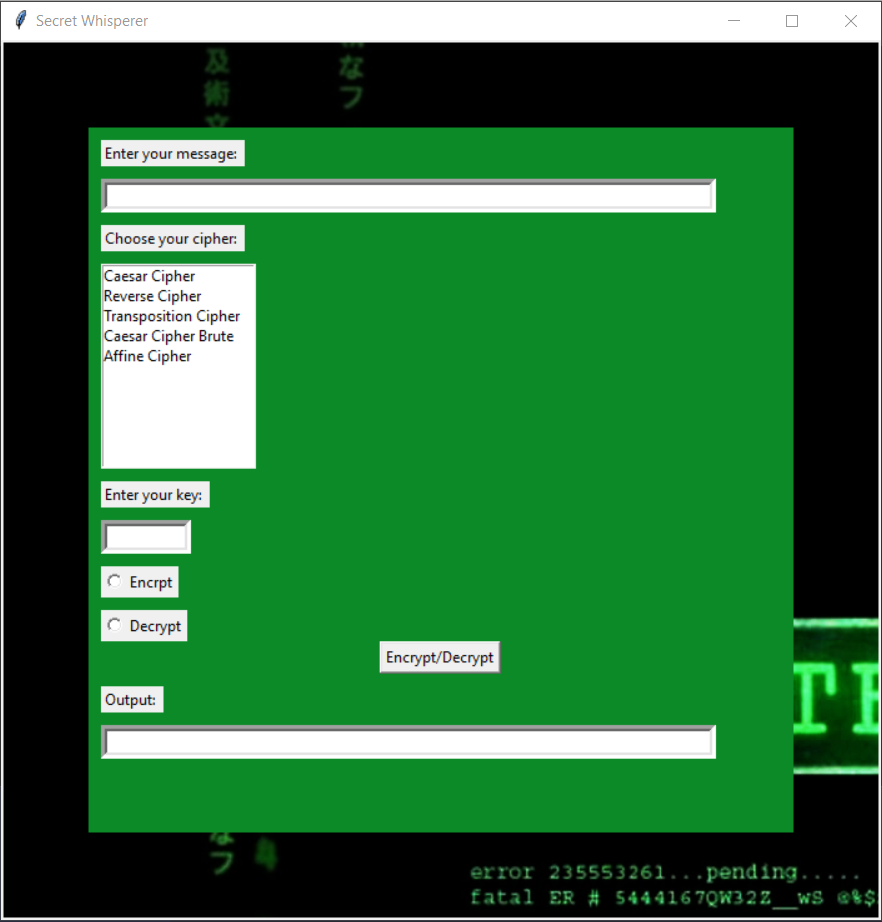 Secret Whisperer
及
術
文
な
フ
Enter your message:
Choose your cipher:
Caesar Cipher
Reverse Cipher
Transposition Cipher
Caesar Cipher Brute
Affine Cipher
Enter your key:
Encrpt
Decrypt
Encrypt/Decrypt
Output:
な
フ
error 235553261...pending.....
fatal ER # 5444167QW32Z__wS @%$